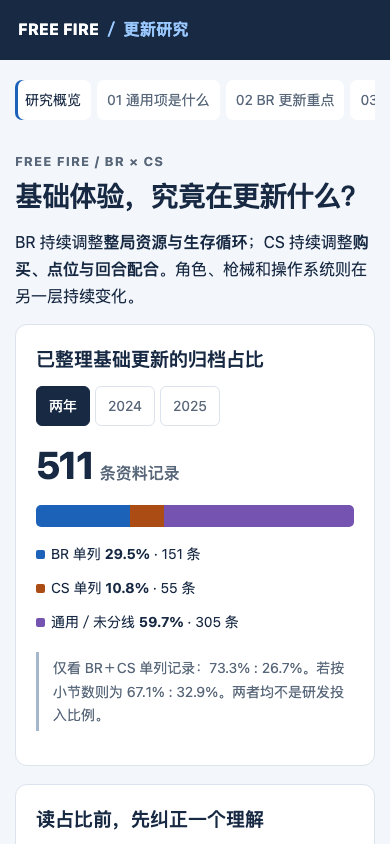 FREE FIRE / 更新研究
研究概览
01 通用项是什么
02 BR 更新重点
03
FREE FIRE / BR × CS
基础体验，究竟在更新什么?
BR 持续调整整局资源与生存循环；CS 持续调整购
买、点位与回合配合。角色、枪械和操作系统则在
另一层持续变化。
已整理基础更新的归档占比
两年
2024
2025
511 条资料记录
BR 单列 29.5% · 151 条
CS 单列 10.8% · 55 条
通用 / 未分线 59.7% · 305 条
仅看 BR＋CS 单列记录：73.3% : 26.7%。若按
小节数则为 67.1% : 32.9%。两者均不是研发投
入比例。
读占比前，先纠正一个理解